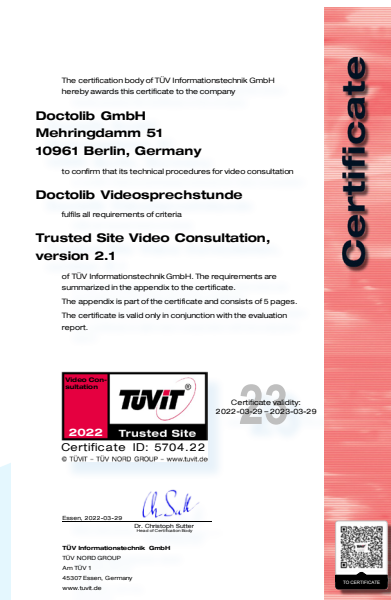 The certification body of TÜV Informationstechnik GmbH
hereby awards this certificate to the company
Doctolib GmbH
Mehringdamm 51
10961 Berlin, Germany
to confirm that its technical procedures for video consultation
Doctolib Videosprechstunde
fulfils all requirements of criteria
Trusted Site Video Consultation,
version 2.1
of TÜV Informationstechnik GmbH. The requirements are
summarized in the appendix to the certificate.
The appendix is part of the certificate and consists of 5 pages.
The certificate is valid only in conjunction with the evaluation
report.
Video Con-
sultation
TÜViT®
2022 Trusted Site
Certificate ID: 5704.22
© TÜViT - TÜV NORD GROUP - www.tuvit.de
23
Certificate validity:
2022-03-29 – 2023-03-29
Essen, 2022-03-29
Dr. Christoph Sutter
Head of Certification Body
TÜV Informationstechnik GmbH
TÜV NORD GROUP
Am TÜV 1
45307 Essen, Germany
www.tuvit.de
Certificate
TÜViT
TO CERTIFICATE